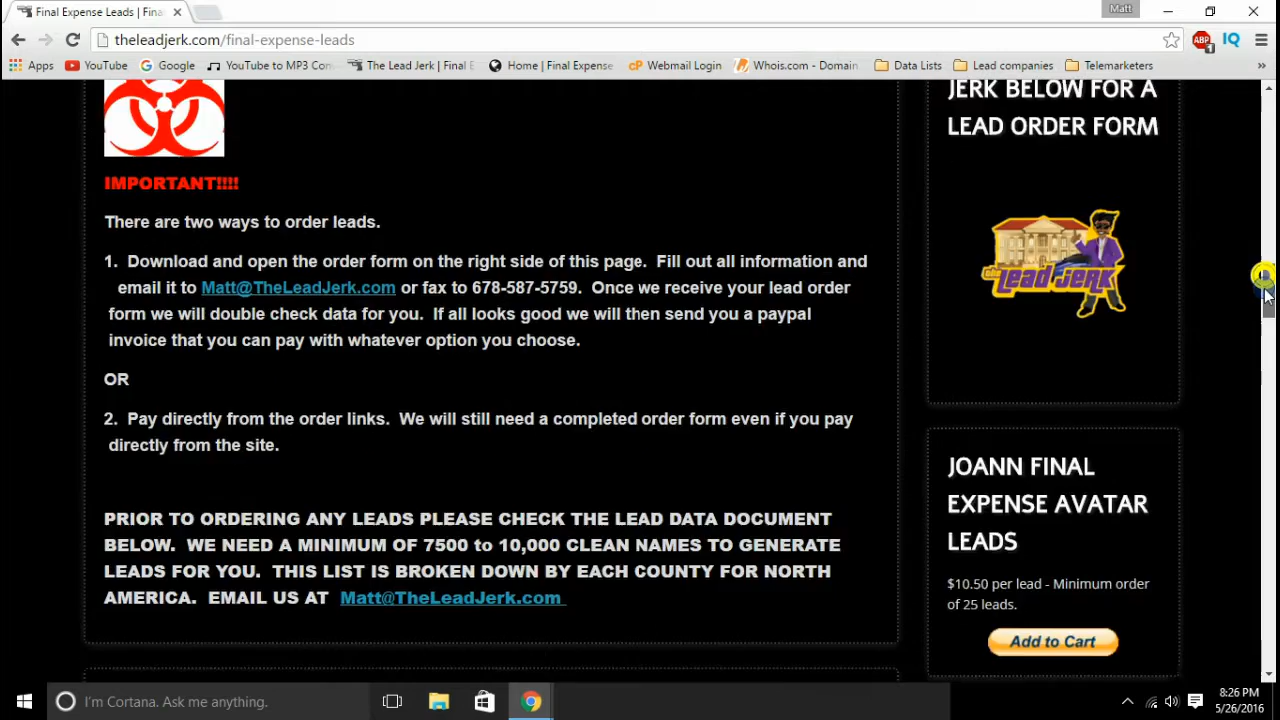 Final Expense Leads | Fina
Matt
theleadjerk.com/final-expense-leads
ABP
1
IQ
Apps
YouTube
Google
YouTube to MP3 Con
The Lead Jerk | Final E
Home | Final Expense
cP Webmail Login
Whois.com - Domain
Data Lists
Lead companies
Telemarketers
»
IMPORTANT!!!!
There are two ways to order leads.
1. Download and open the order form on the right side of this page. Fill out all information and
email it to Matt@TheLeadJerk.com or fax to 678-587-5759. Once we receive your lead order
form we will double check data for you. If all looks good we will then send you a paypal
invoice that you can pay with whatever option you choose.
OR
2. Pay directly from the order links. We will still need a completed order form even if you pay
directly from the site.
PRIOR TO ORDERING ANY LEADS PLEASE CHECK THE LEAD DATA DOCUMENT
BELOW. WE REED A MINIMUM OF 7500 to 10,000 CLEAN NAMES TO GENERATE
LEADS FOR YOU. THIS LIST IS BROKEN DOWN BY EACH COUNTY FOR NORTH
AMERICA. EMAIL US AT Matt@TheLeadJerk.com
JERK BELOW FOR A
LEAD ORDER FORM
the Lead Jerk
JOANN FINAL
EXPENSE AVATAR
LEADS
$10.50 per lead - Minimum order
of 25 leads.
Add to Cart
I'm Cortana. Ask me anything.
8:26 PM
5/26/2016